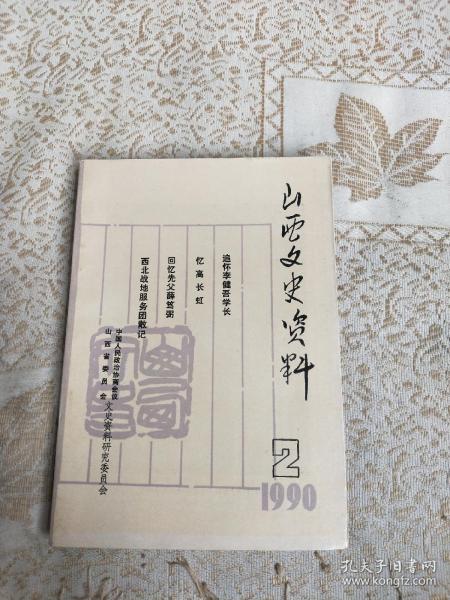 山西文史资料
追怀李健吾学长
忆高长虹
回忆先父薛笃弼
西北战地服务团散记
中国人民政治协商会议
山西省委员会
文史资料研究委员会
2
1990
孔夫子旧书网
www.kongfz.com